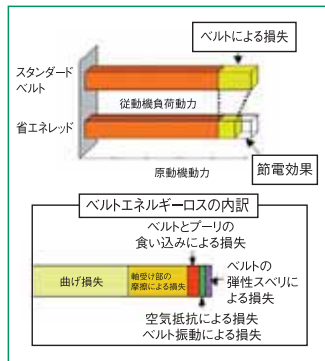 ベルトによる損失
スタンダード
ベルト
従動機負荷動力
省エネレッド
原動機動力
節電効果
ベルトエネルギーロスの内訳
ベルトとプーリの
食い込みによる損失
曲げ損失
軸受け部の
摩擦による損失
ベルトの
弾性スベリに
よる損失
空気抵抗による損失
ベルト振動による損失